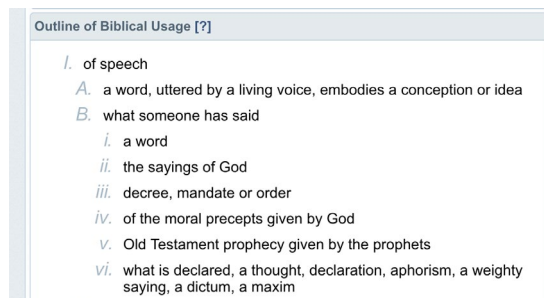 Outline of Biblical Usage [?]
I. of speech
A. a word, uttered by a living voice, embodies a conception or idea
B. what someone has said
i. a word
ii. the sayings of God
iii. decree, mandate or order
iv. of the moral precepts given by God
v. Old Testament prophecy given by the prophets
vi. what is declared, a thought, declaration, aphorism, a weighty
saying, a dictum, a maxim